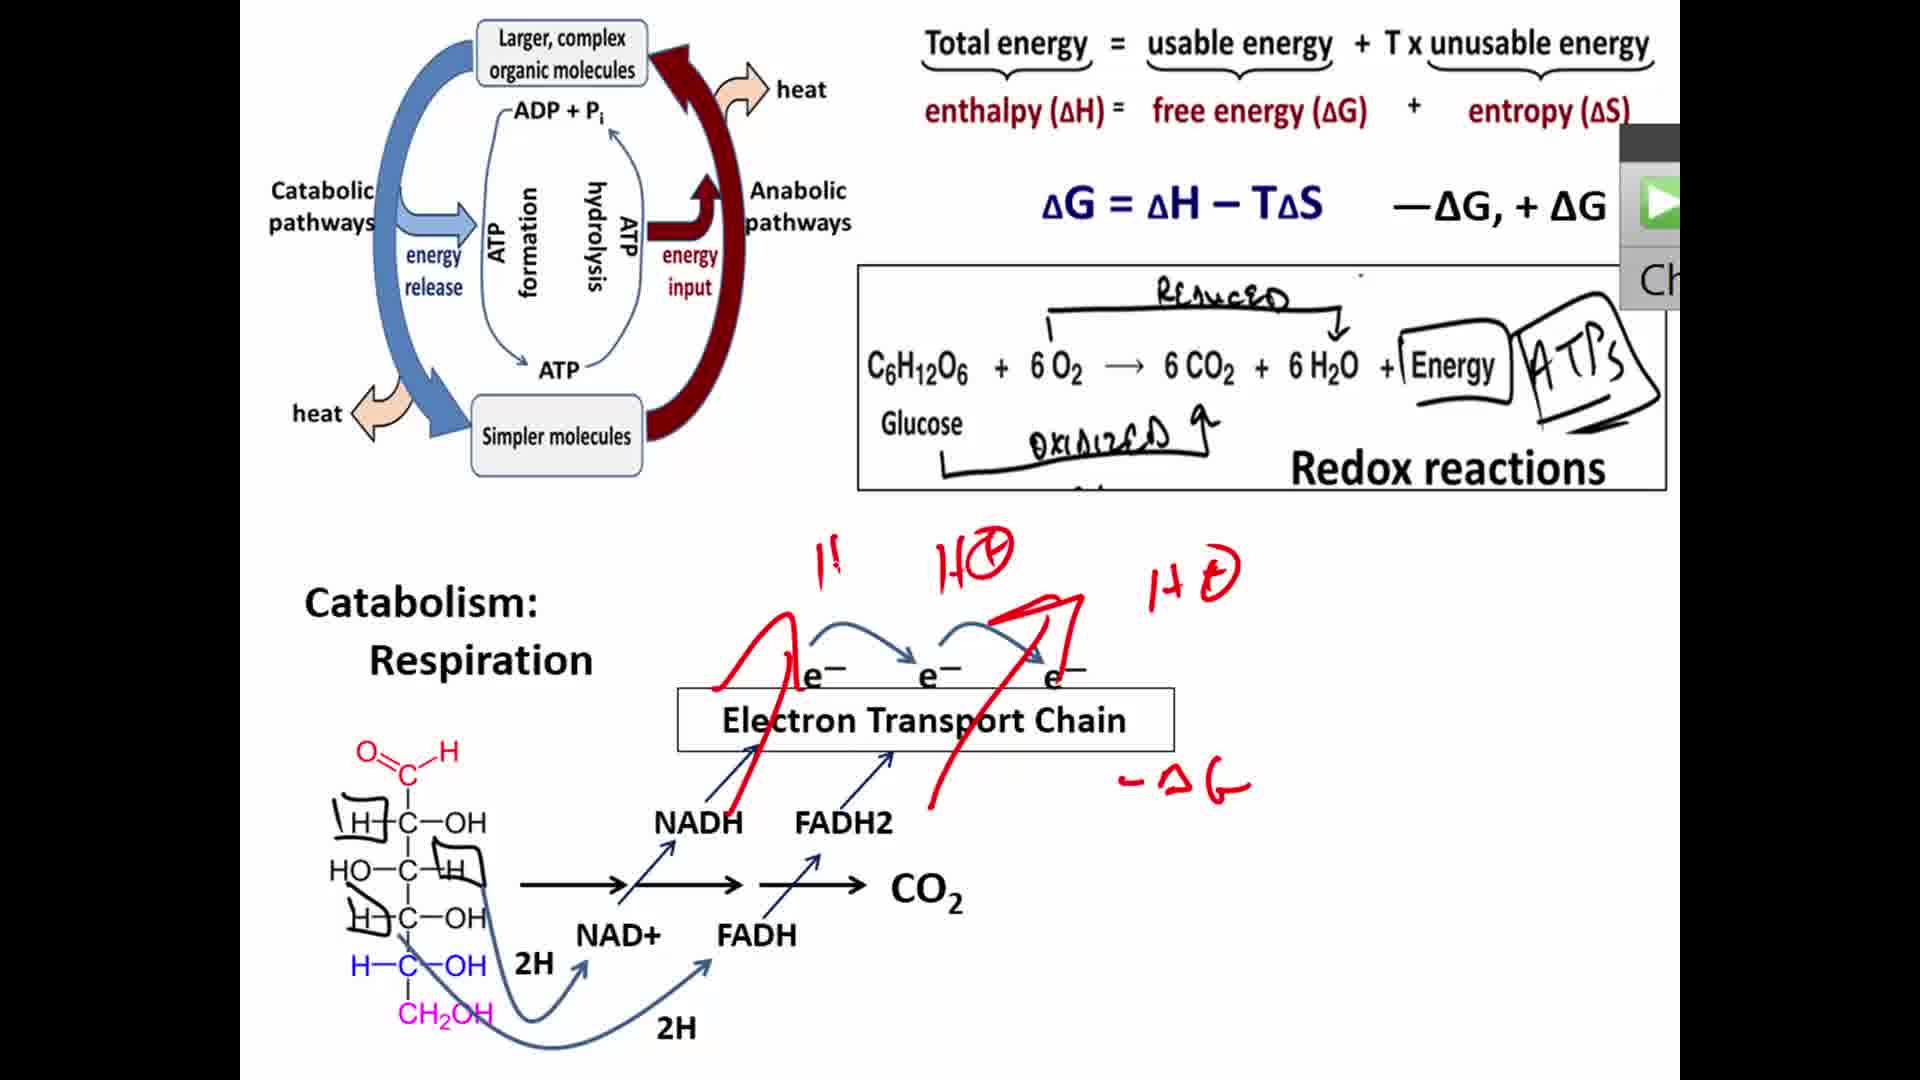 Larger, complex
organic molecules
ADP + Pi
heat
Catabolic
pathways
energy
release
ATP
formation
hydrolysis
ATP
energy
input
Anabolic
pathways
ATP
heat
Simpler molecules
Total energy = usable energy + T x unusable energy
enthalpy (ΔH) = free energy (ΔG) + entropy (ΔS)
ΔG = ΔH – TΔS
—ΔG, + ΔG
REDUCED
C6H12O6 + 6 O2 → 6 CO2 + 6 H2O + Energy ATPs
Glucose
OXIDIZED
Redox reactions
Catabolism:
Respiration
H+
H+
e— e— e—
Electron Transport Chain
-ΔG
O H
C
H C OH
HO C H
H C OH
H C OH
CH2OH
NADH FADH2
CO2
NAD+ FADH
2H
2H